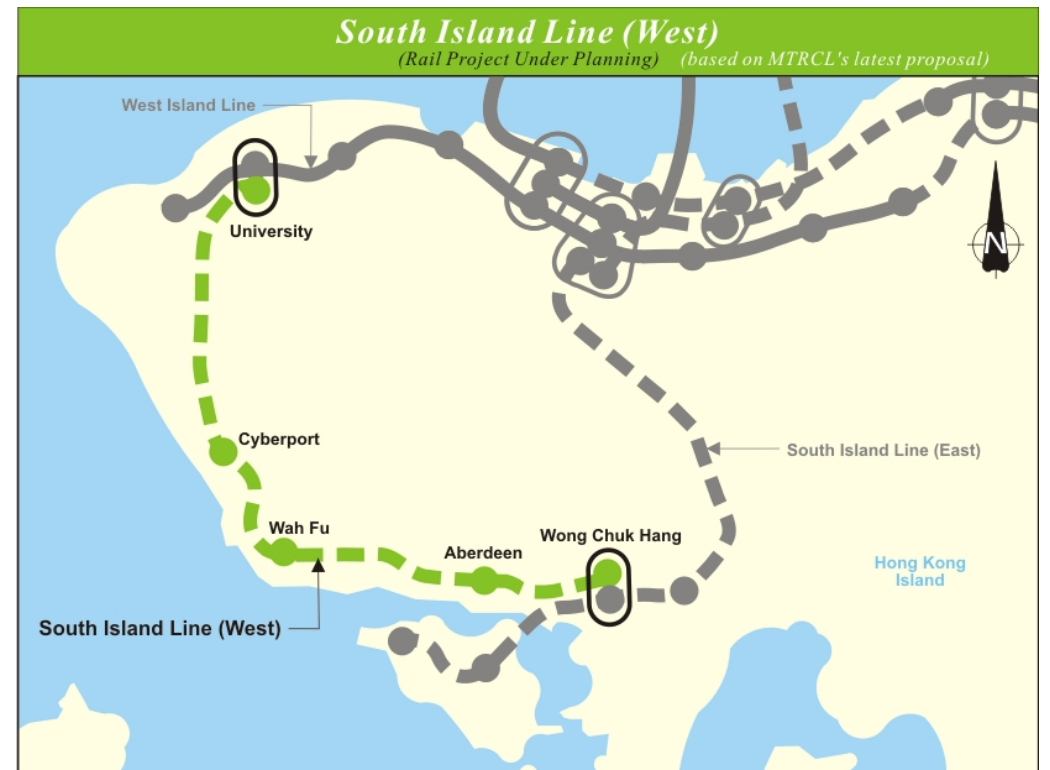 South Island Line (West)
(Rail Project Under Planning) (based on MTRCL's latest proposal)
West Island Line
University
N
Cyberport
South Island Line (East)
Wah Fu
Wong Chuk Hang
Aberdeen
Hong Kong
Island
South Island Line (West)